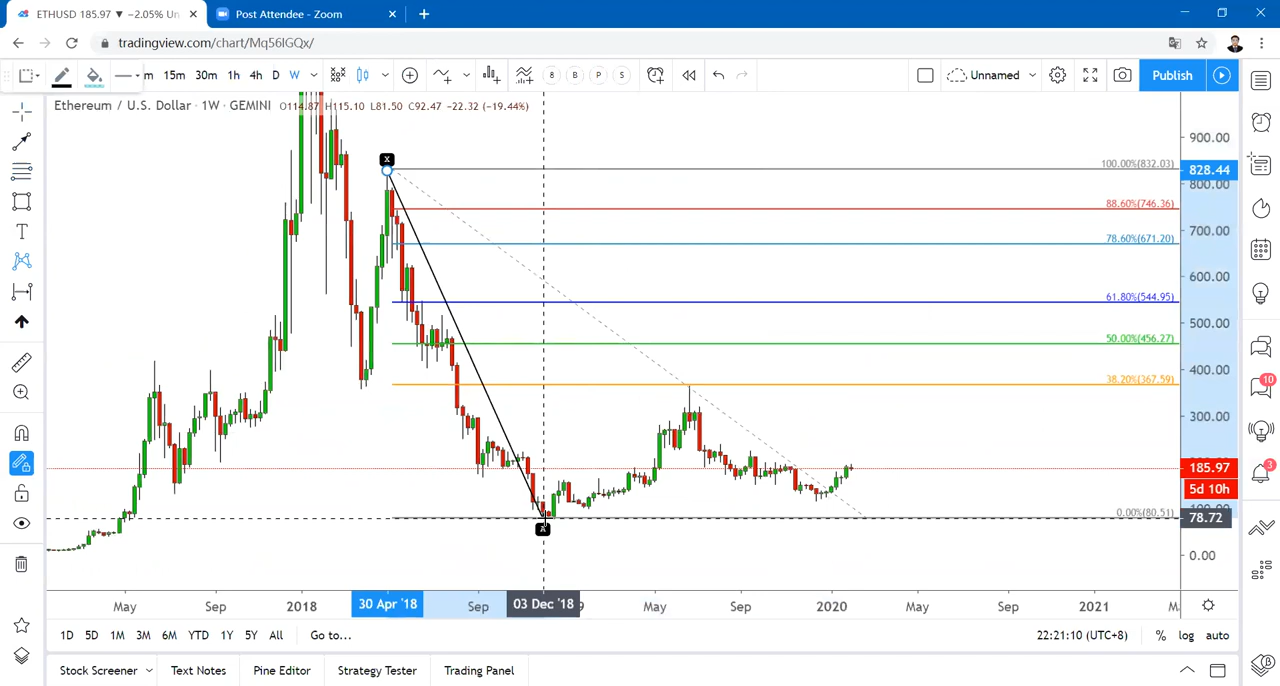 ETHUSD 185.97 ▼ −2.05% Un
Post Attendee - Zoom
tradingview.com/chart/Mq56IGQx/
m 15m 30m 1h 4h D W
8 B P S
Unnamed
Publish
Ethereum / U.S. Dollar · 1W · GEMINI O114.87 H115.10 L81.50 C92.47 −22.32 (−19.44%)
900.00
X
100.00%(832.03)
828.44
800.00
88.60%(746.36)
700.00
78.60%(671.20)
600.00
61.80%(544.95)
500.00
50.00%(456.27)
400.00
38.20%(367.59)
10
300.00
185.97
3
5d 10h
100.00
0.00%(80.51)
78.72
0.00
May Sep 2018 30 Apr '18 Sep 03 Dec '18 9 May Sep 2020 May Sep 2021
1D 5D 1M 3M 6M YTD 1Y 5Y All Go to... 22:21:10 (UTC+8) % log auto
Stock Screener Text Notes Pine Editor Strategy Tester Trading Panel